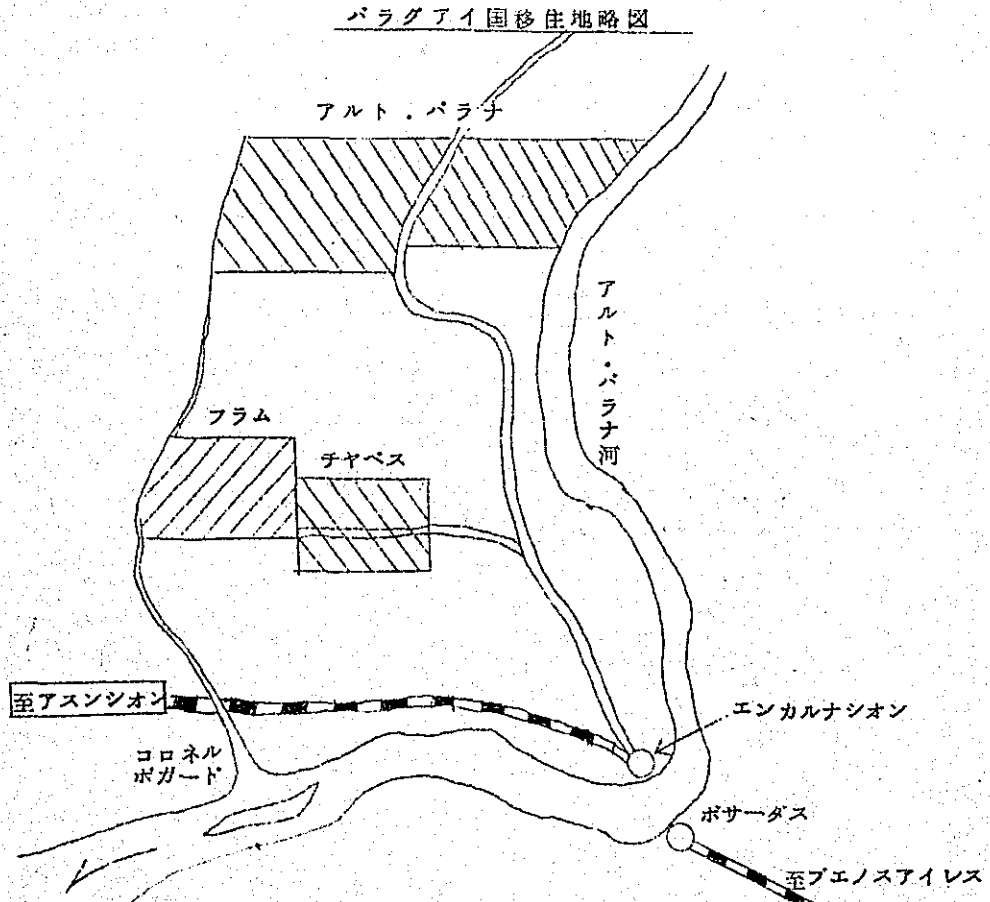 パラグアイ国移住地略図
アルト・パラナ
アルト・パラナ河
フラム
チヤベス
至アスンシオン
エンカルナシオン
コロネル
ボガード
ポサーダス
至ブエノスアイレス